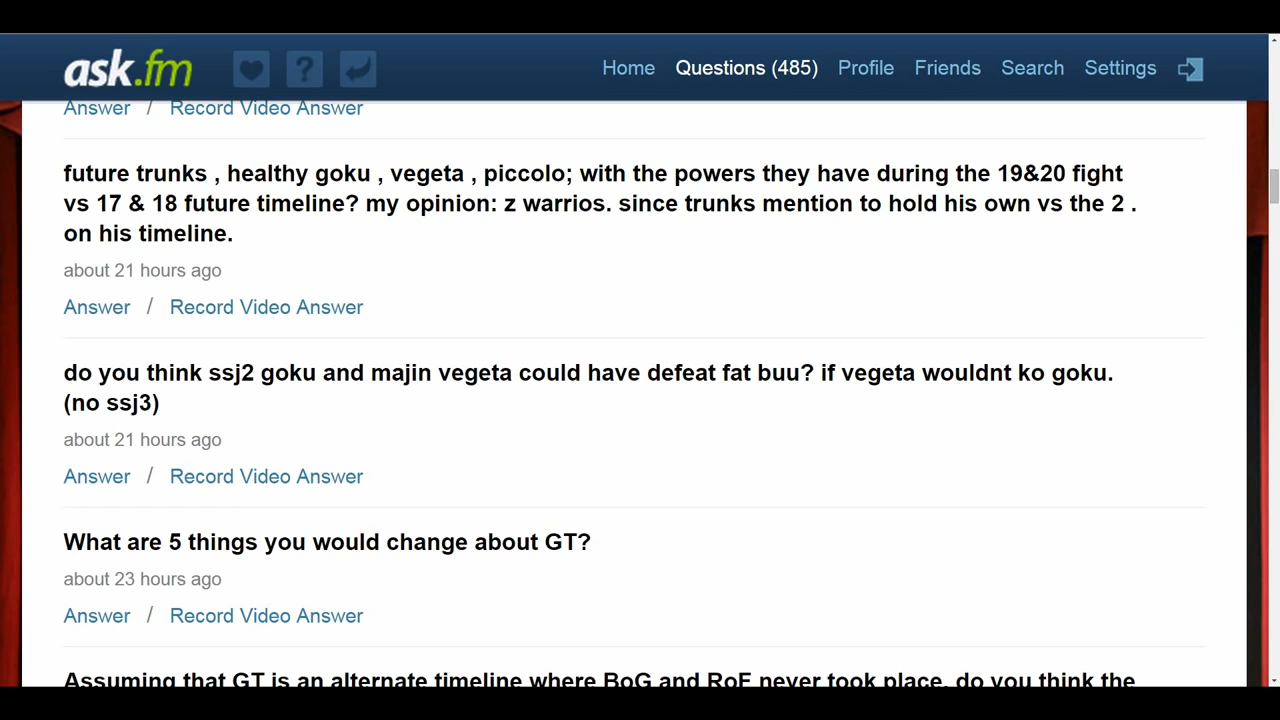 ask.fm
Home Questions (485) Profile Friends Search Settings
Answer / Record Video Answer
future trunks , healthy goku , vegeta , piccolo; with the powers they have during the 19&20 fight
vs 17 & 18 future timeline? my opinion: z warrios. since trunks mention to hold his own vs the 2 .
on his timeline.
about 21 hours ago
Answer / Record Video Answer
do you think ssj2 goku and majin vegeta could have defeat fat buu? if vegeta wouldnt ko goku.
(no ssj3)
about 21 hours ago
Answer / Record Video Answer
What are 5 things you would change about GT?
about 23 hours ago
Answer / Record Video Answer
Assuming that GT is an alternate timeline where BoG and RoF never took place, do you think the